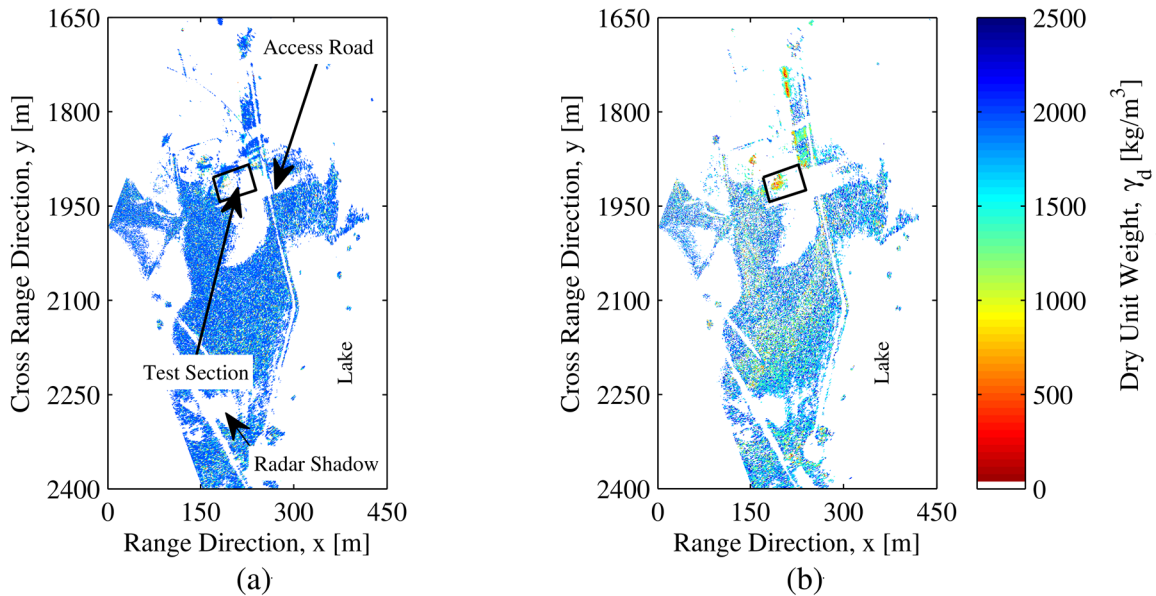 1650
1800
1950
2100
2250
2400
Cross Range Direction, y [m]
0
150
300
450
Range Direction, x [m]
Access Road
Test Section
Radar Shadow
Lake
(a)
1650
1800
1950
2100
2250
2400
Cross Range Direction, y [m]
0
150
300
450
Range Direction, x [m]
Lake
(b)
2500
2000
1500
1000
500
0
Dry Unit Weight, γd [kg/m³]